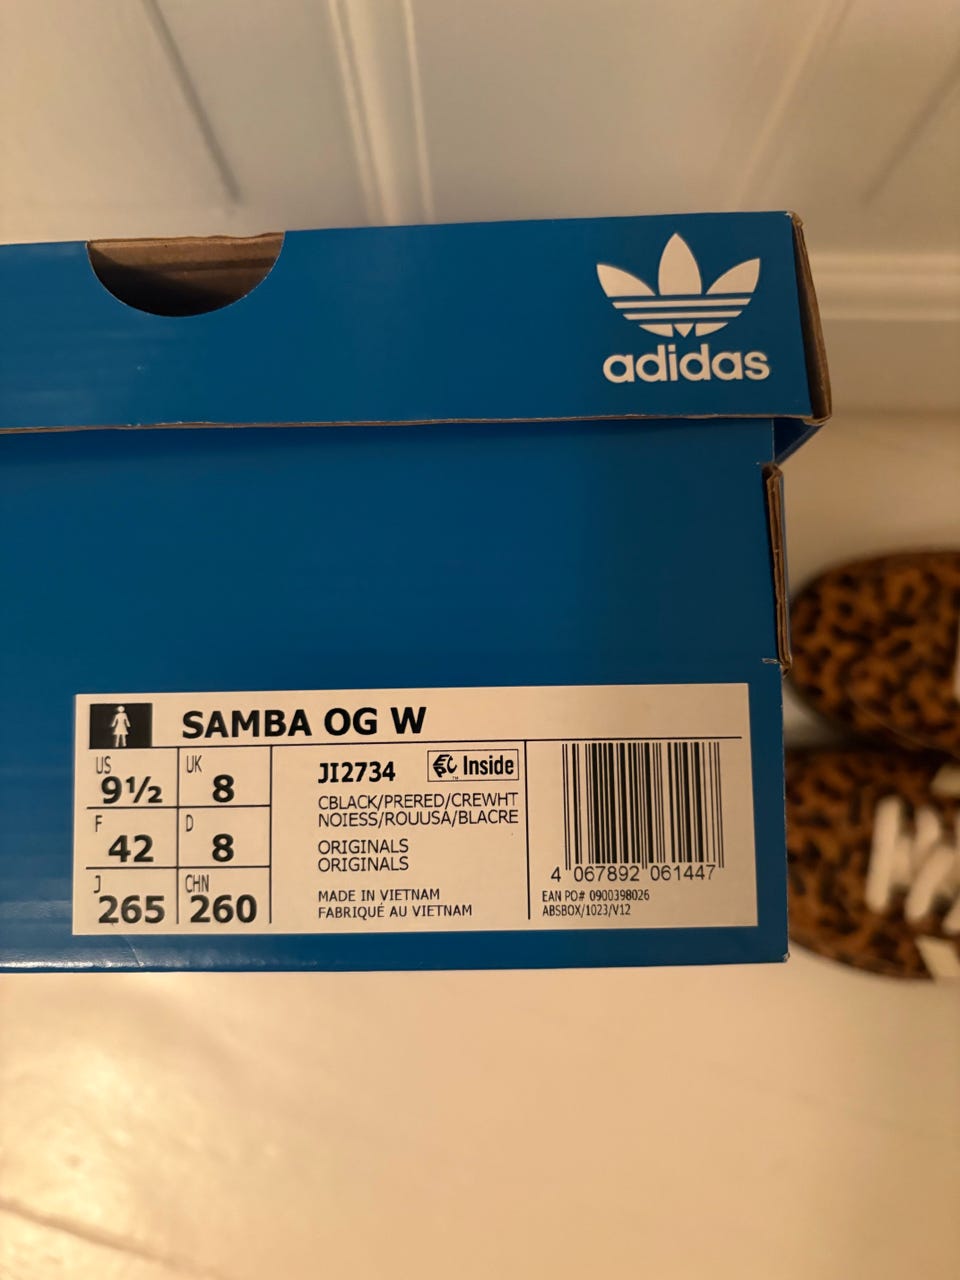 adidas
SAMBA OG W
US
9½
UK
8
F
42
D
8
J
265
CHN
260
JI2734
Inside
CBLACK/PRERED/CREWHT
NOIESS/ROUUSA/BLACRE
ORIGINALS
ORIGINALS
MADE IN VIETNAM
FABRIQUÉ AU VIETNAM
4 067892 061447
EAN PO# 0900398026
ABSBOX/1023/V12